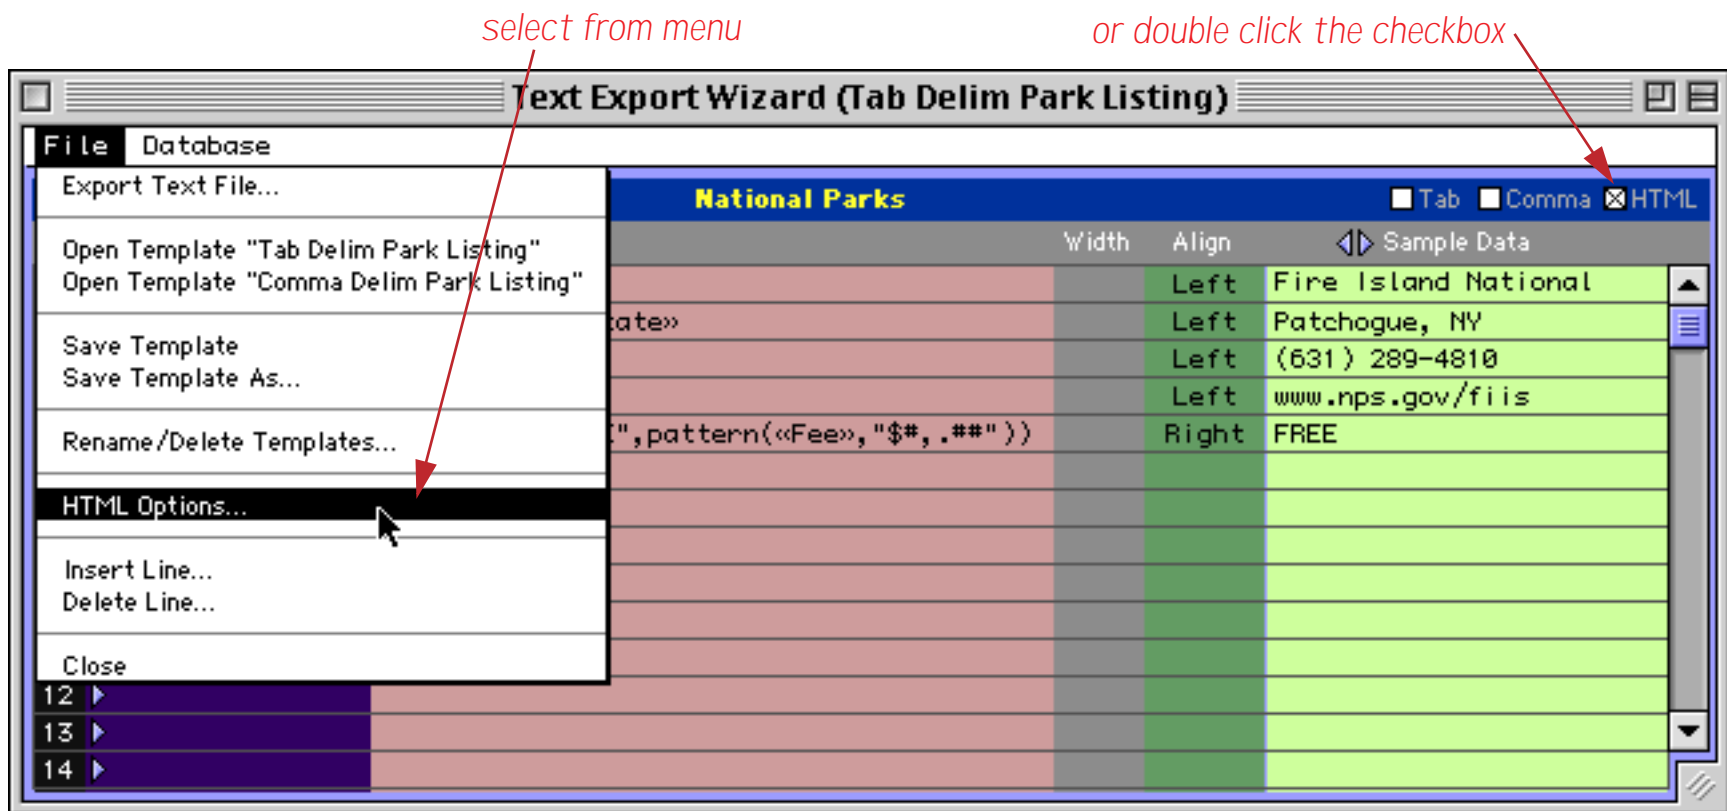 select from menu
or double click the checkbox
Text Export Wizard (Tab Delim Park Listing)
File Database
National Parks
Tab Comma HTML
Width Align Sample Data
Export Text File...
Open Template "Tab Delim Park Listing"
Open Template "Comma Delim Park Listing"
Save Template
Save Template As...
Rename/Delete Templates...
HTML Options...
Insert Line...
Delete Line...
Close
Left Fire Island National
ate» Left Patchogue, NY
Left (631) 289-4810
Left www.nps.gov/fiis
",pattern(«Fee»,"$#,.##")) Right FREE
12
13
14